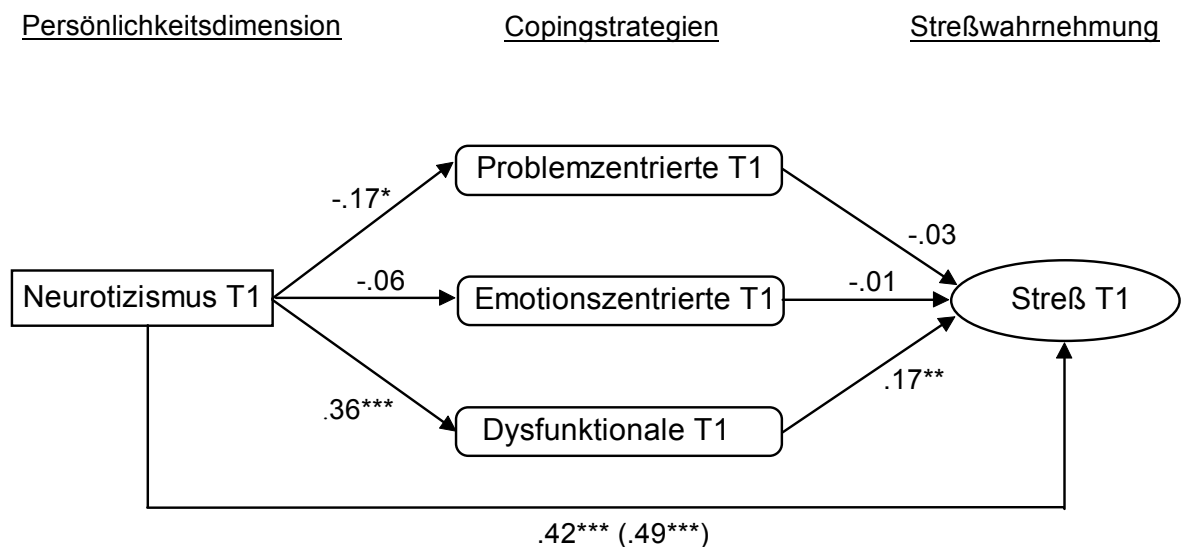 Persönlichkeitsdimension
Copingstrategien
Streßwahrnehmung
Problemzentrierte T1
-.17*
-.03
Neurotizismus T1
-.06
Emotionszentrierte T1
-.01
Streß T1
.36***
.17**
Dysfunktionale T1
.42*** (.49***)